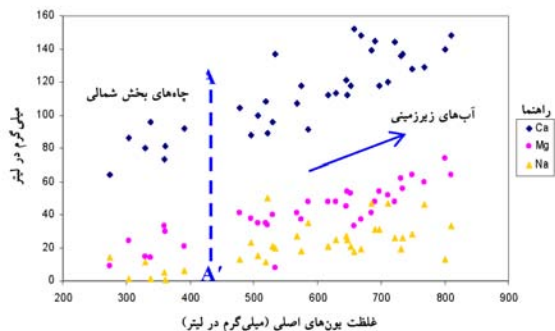 میلی‌گرم در لیتر
160
140
120
100
80
60
40
20
0
چاه‌های بخش شمالی
A
A'
آب‌های زیرزمینی
راهنما
Ca
Mg
Na
200 300 400 500 600 700 800 900
غلظت یون‌های اصلی (میلی‌گرم در لیتر)